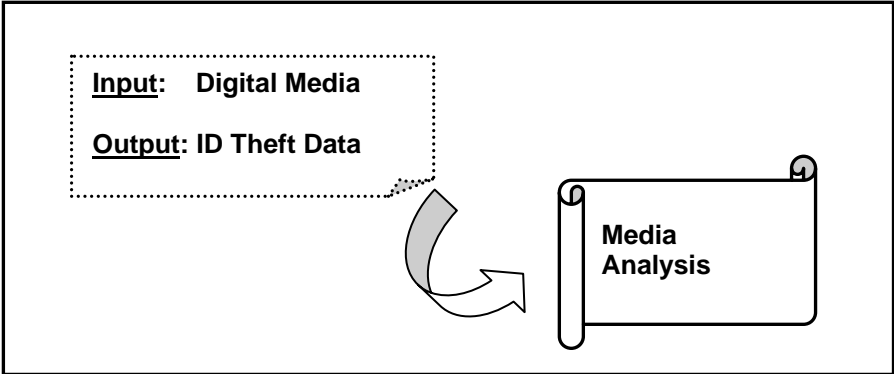 Input: Digital Media
Output: ID Theft Data
Media
Analysis